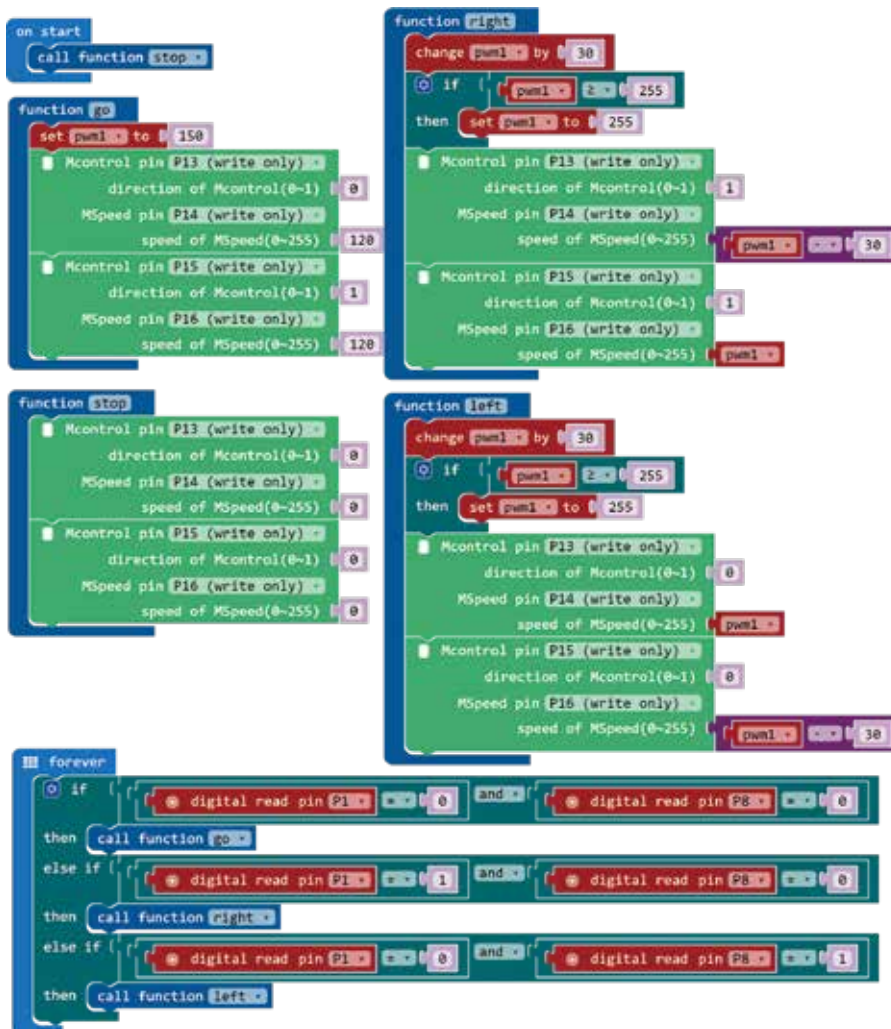 on start
call function stop
function go
set pwm1 to 150
Mcontrol pin P13 (write only)
direction of Mcontrol(0~1) 0
MSpeed pin P14 (write only)
speed of MSpeed(0~255) 120
Mcontrol pin P15 (write only)
direction of Mcontrol(0~1) 1
MSpeed pin P16 (write only)
speed of MSpeed(0~255) 120
function right
change pwm1 by 30
if pwm1 ≥ 255
then set pwm1 to 255
Mcontrol pin P13 (write only)
direction of Mcontrol(0~1) 1
MSpeed pin P14 (write only)
speed of MSpeed(0~255) pwm1 - 30
Mcontrol pin P15 (write only)
direction of Mcontrol(0~1) 1
MSpeed pin P16 (write only)
speed of MSpeed(0~255) pwm1
function stop
Mcontrol pin P13 (write only)
direction of Mcontrol(0~1) 0
MSpeed pin P14 (write only)
speed of MSpeed(0~255) 0
Mcontrol pin P15 (write only)
direction of Mcontrol(0~1) 0
MSpeed pin P16 (write only)
speed of MSpeed(0~255) 0
function left
change pwm1 by 30
if pwm1 ≥ 255
then set pwm1 to 255
Mcontrol pin P13 (write only)
direction of Mcontrol(0~1) 0
MSpeed pin P14 (write only)
speed of MSpeed(0~255) pwm1
Mcontrol pin P15 (write only)
direction of Mcontrol(0~1) 0
MSpeed pin P16 (write only)
speed of MSpeed(0~255) pwm1 - 30
forever
if digital read pin P1 = 0 and digital read pin P8 = 0
then call function go
else if digital read pin P1 = 1 and digital read pin P8 = 0
then call function right
else if digital read pin P1 = 0 and digital read pin P8 = 1
then call function left